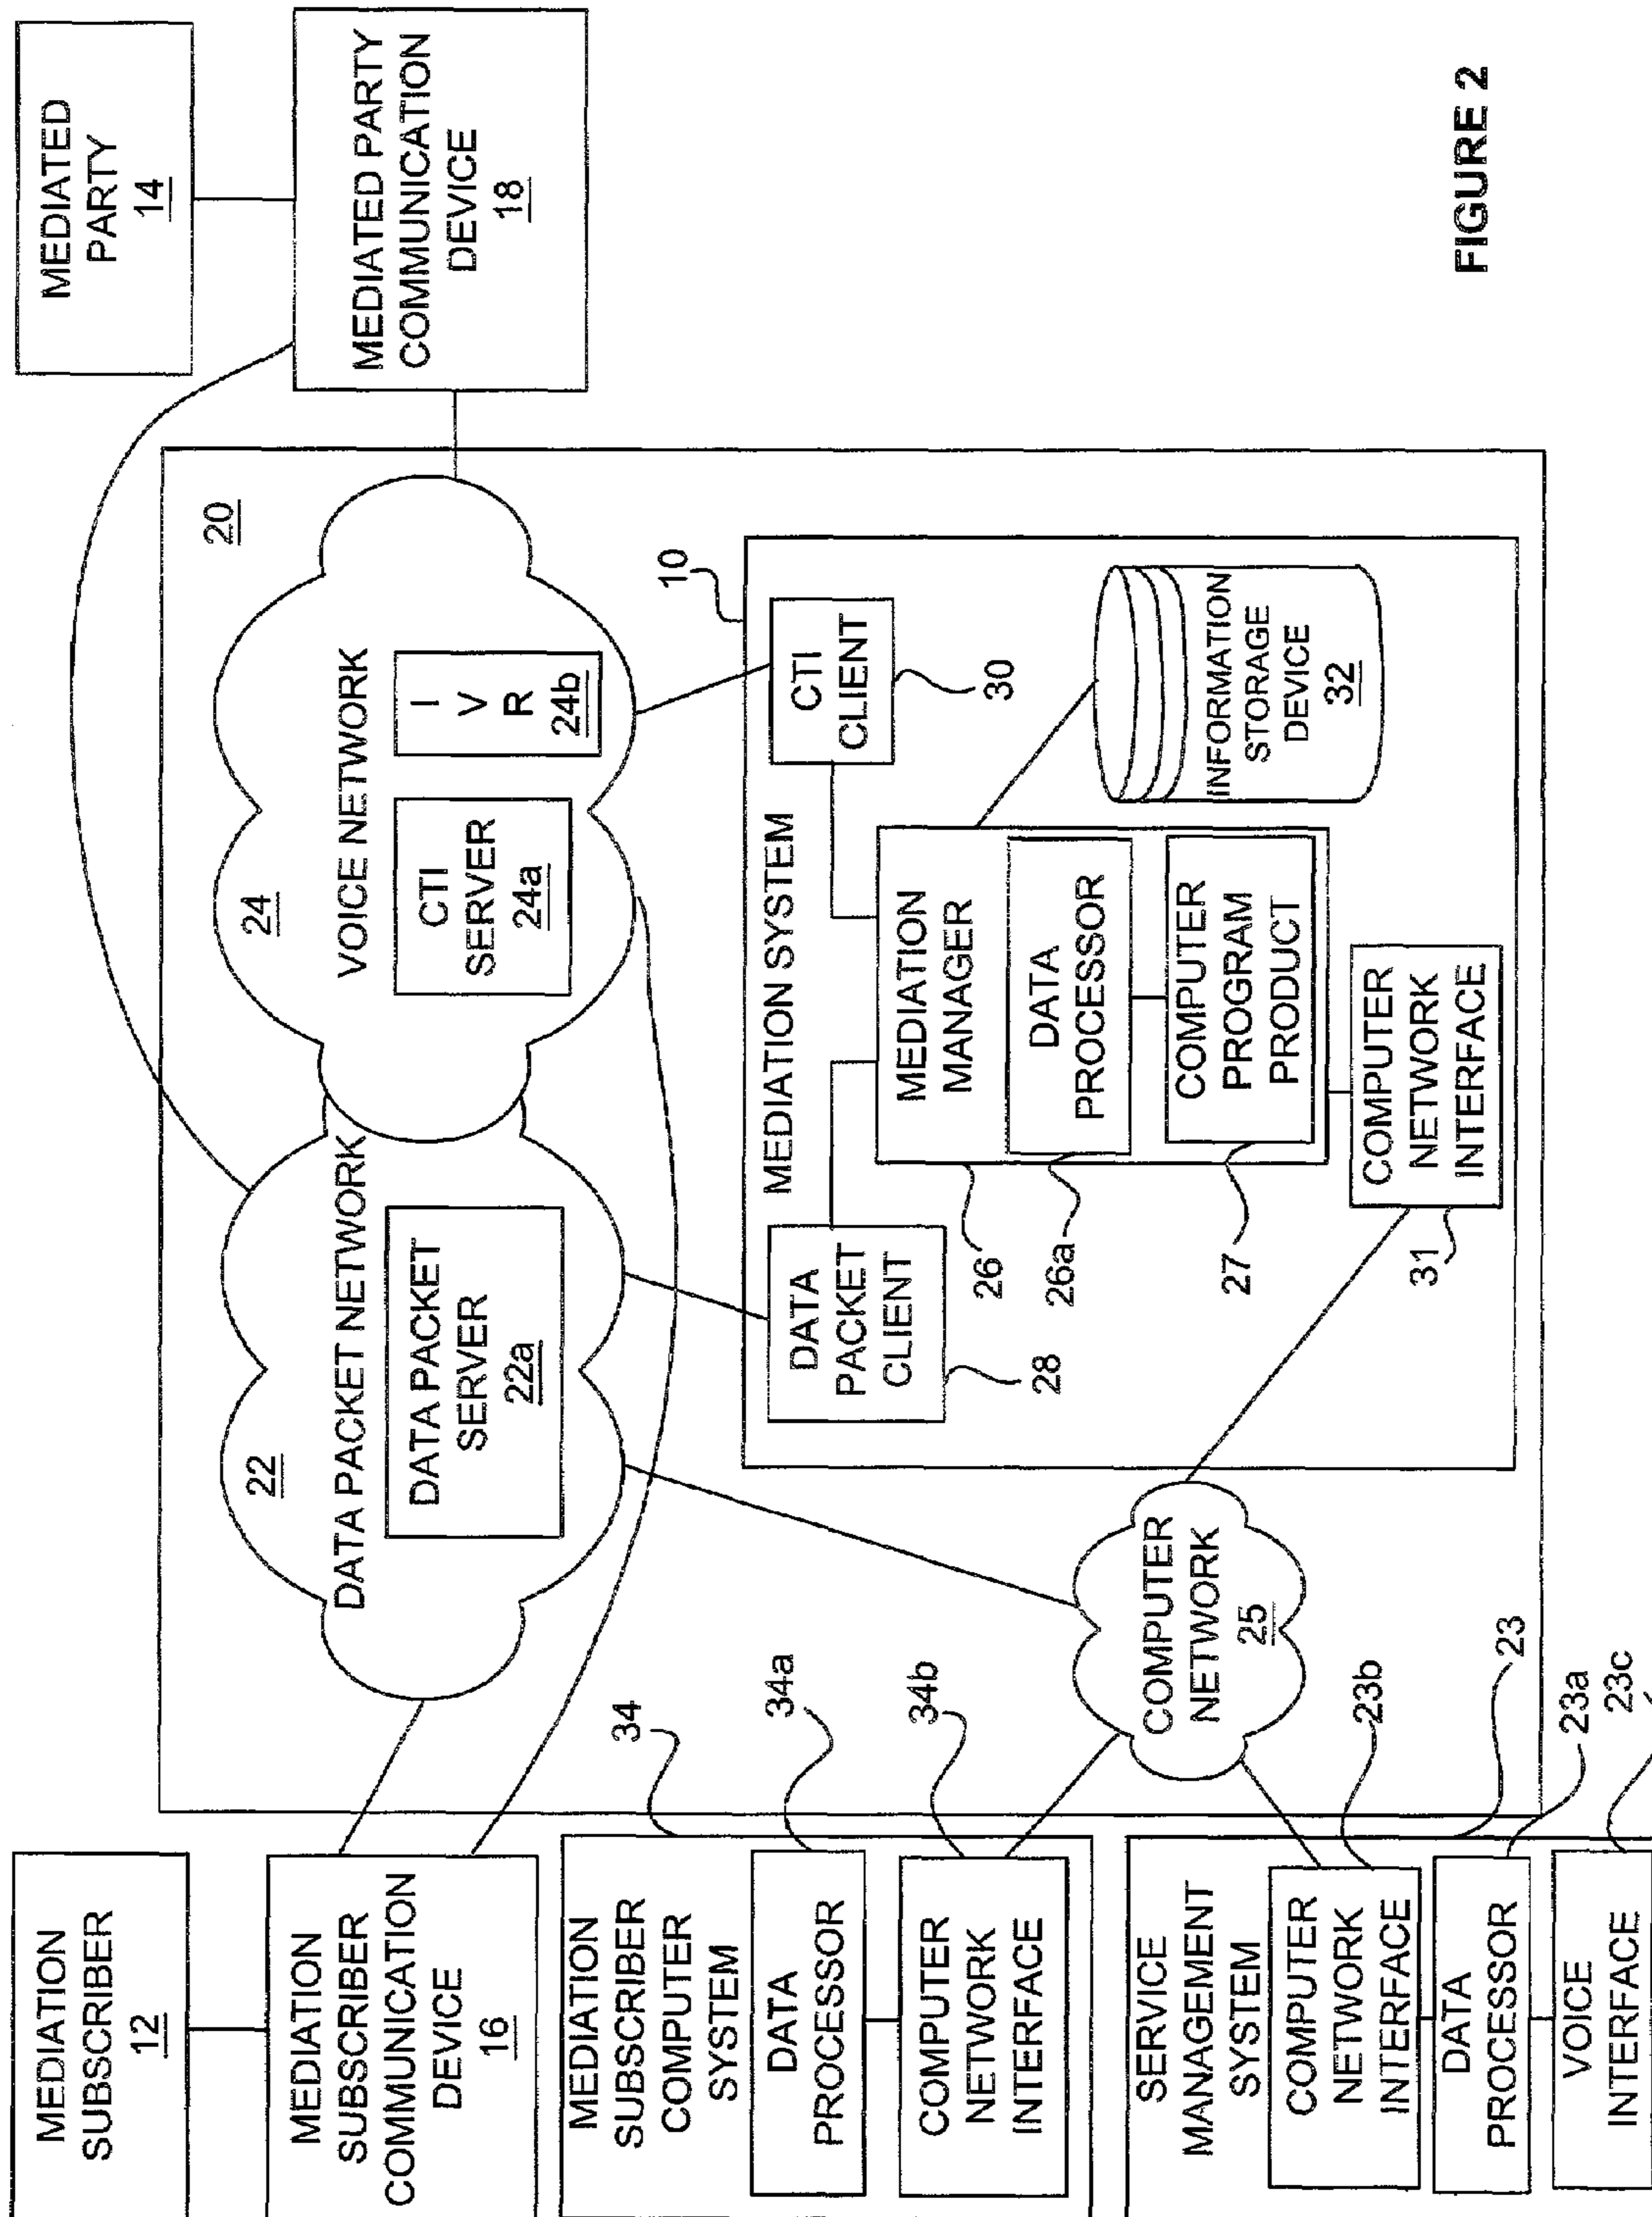 MEDIATION
SUBSCRIBER
12
MEDIATION
SUBSCRIBER
COMMUNICATION
DEVICE
16
MEDIATION
SUBSCRIBER
COMPUTER
SYSTEM
34
DATA
PROCESSOR
34a
COMPUTER
NETWORK
INTERFACE
34b
SERVICE
MANAGEMENT
SYSTEM
23
COMPUTER
NETWORK
INTERFACE
23b
DATA
PROCESSOR
23a
VOICE
INTERFACE
23c
22
DATA PACKET NETWORK
DATA PACKET
SERVER
22a
24
VOICE NETWORK
CTI
SERVER
24a
I
V
R
24b
20
COMPUTER
NETWORK
25
MEDIATION SYSTEM
10
DATA
PACKET
CLIENT
28
CTI
CLIENT
30
MEDIATION
MANAGER
26
DATA
PROCESSOR
26a
COMPUTER
PROGRAM
PRODUCT
27
COMPUTER
NETWORK
INTERFACE
31
INFORMATION
STORAGE
DEVICE
32
MEDIATED
PARTY
14
MEDIATED PARTY
COMMUNICATION
DEVICE
18
FIGURE 2